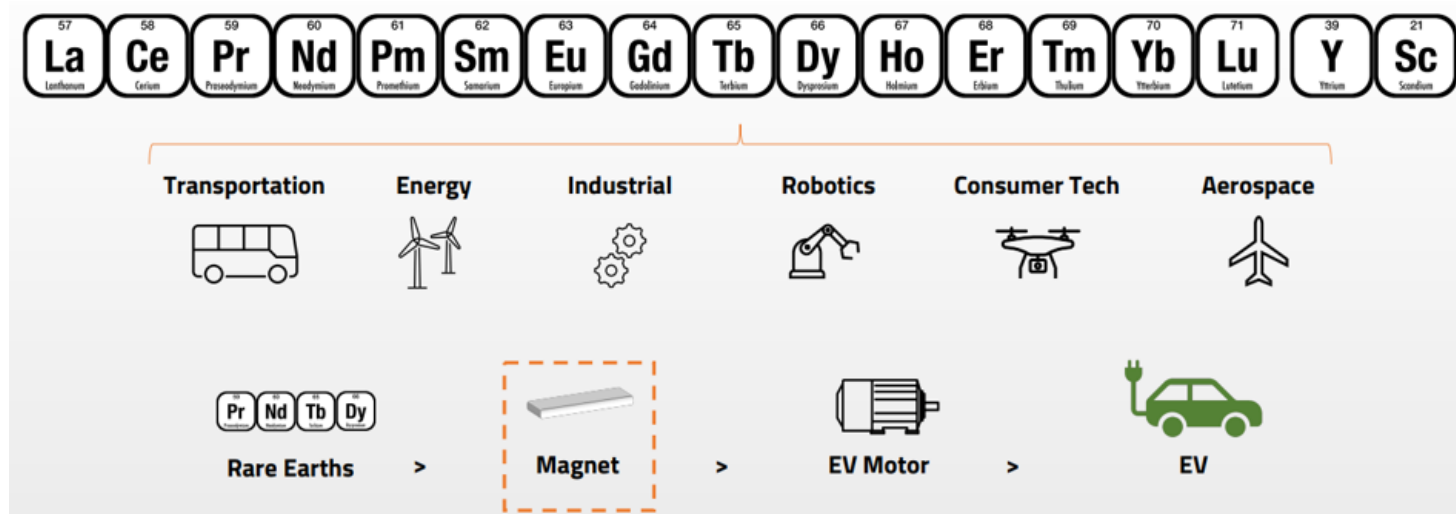 57 58 59 60 61 62 63 64 65 66 67 68 69 70 71 39 21
La Ce Pr Nd Pm Sm Eu Gd Tb Dy Ho Er Tm Yb Lu Y Sc
Lanthanum Cerium Praseodymium Neodymium Promethium Samarium Europium Gadolinium Terbium Dysprosium Holmium Erbium Thulium Ytterbium Lutetium Yttrium Scandium
Transportation Energy Industrial Robotics Consumer Tech Aerospace
Pr Nd Tb Dy
Rare Earths > Magnet > EV Motor > EV